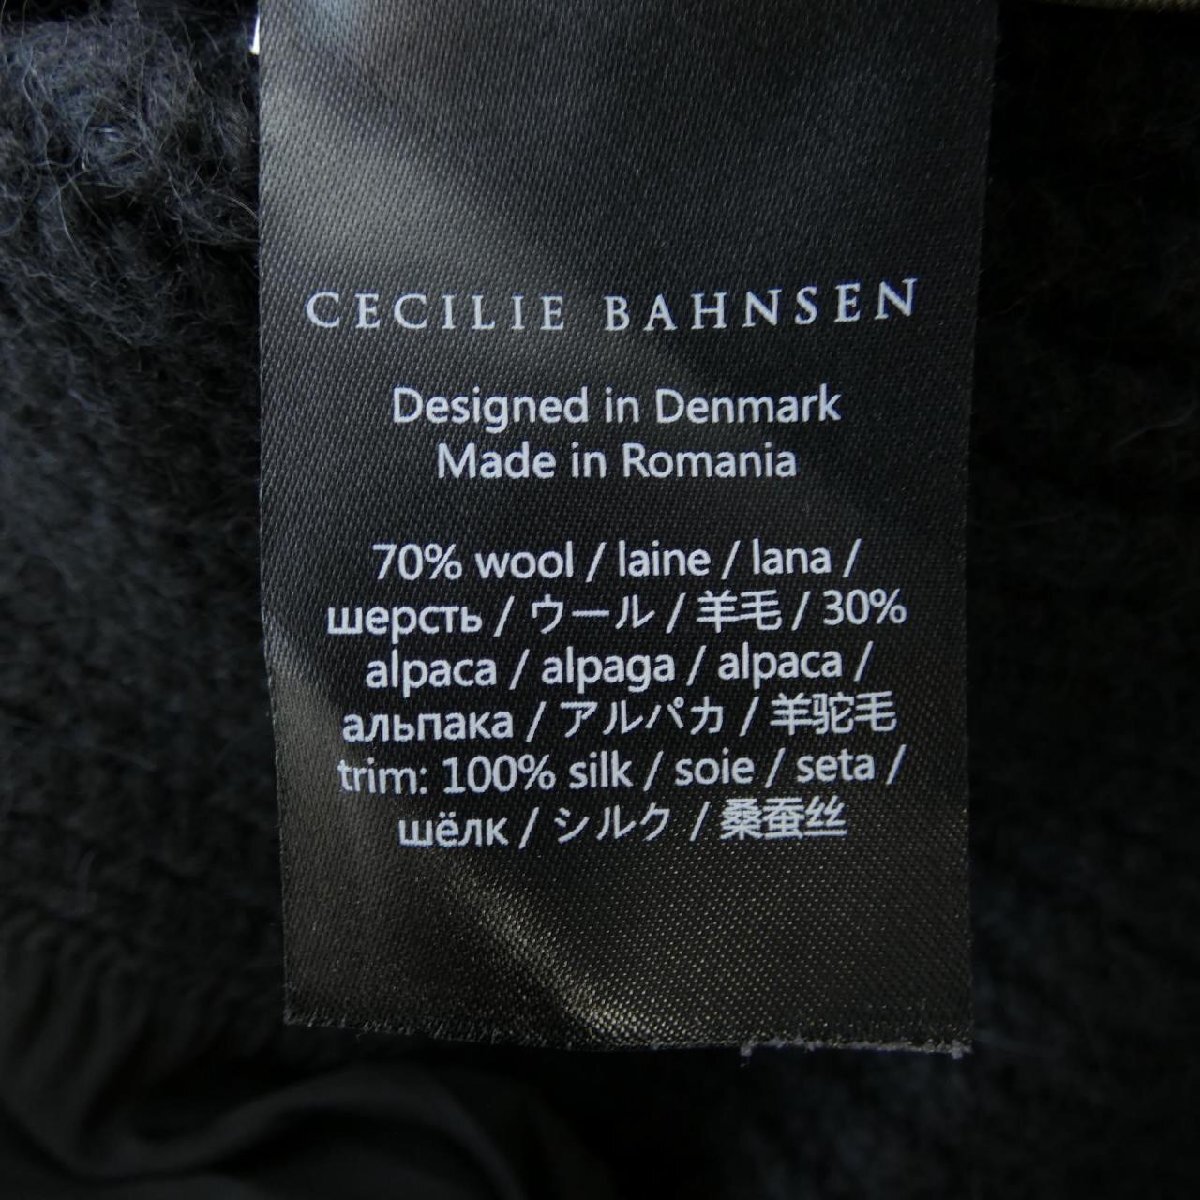 CECILIE BAHNSEN
Designed in Denmark
Made in Romania
70% wool / laine / lana /
шерсть / ウール / 羊毛 / 30%
alpaca / alpaga / alpaca /
альпака / アルパカ / 羊驼毛
trim: 100% silk / soie / seta /
шёлк / シルク / 桑蚕丝